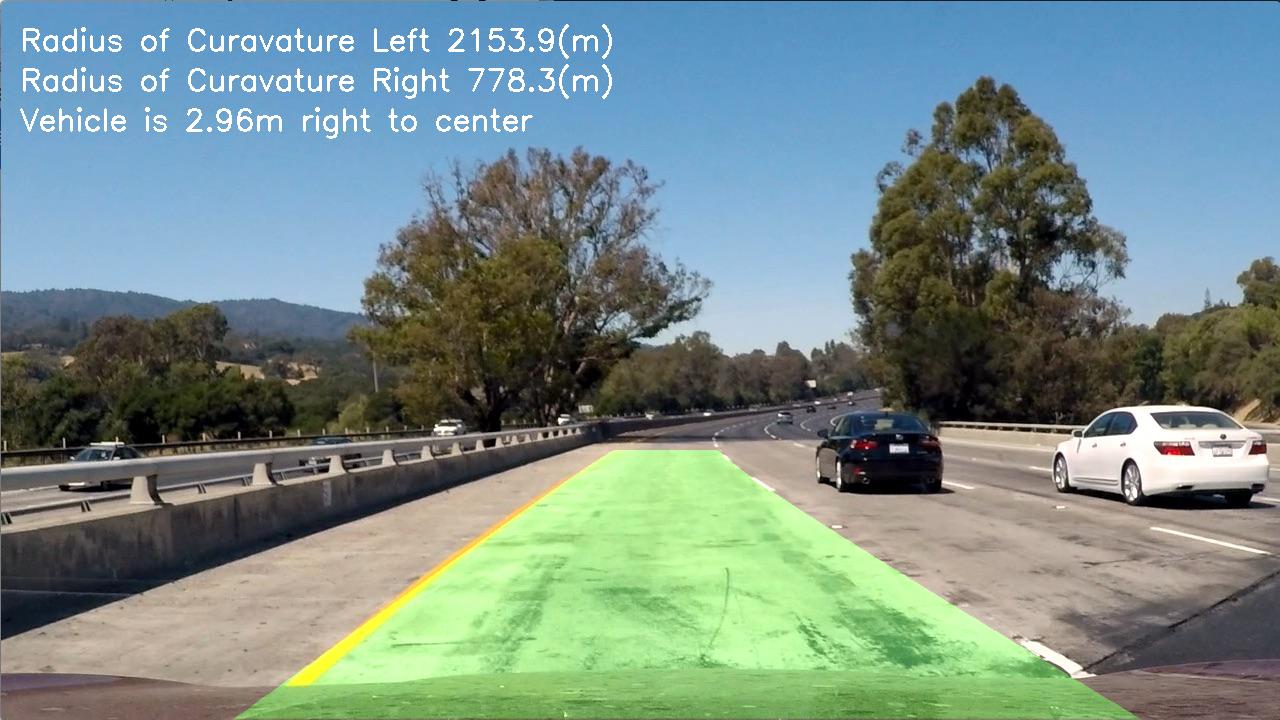 Radius of Curavature Left 2153.9(m)
Radius of Curavature Right 778.3(m)
Vehicle is 2.96m right to center